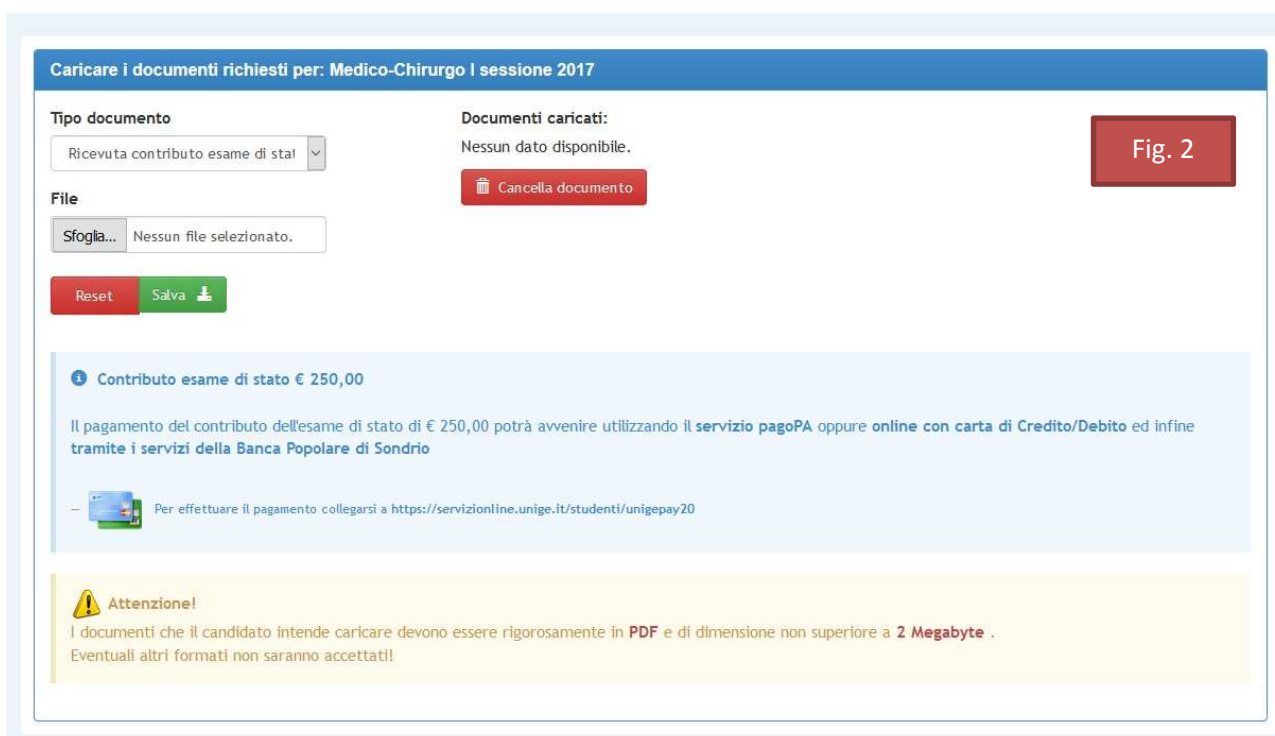 Caricare i documenti richiesti per: Medico-Chirurgo I sessione 2017
Tipo documento
Ricevuta contributo esame di stat
File
Sfoglia... Nessun file selezionato.
Reset Salva
Documenti caricati:
Nessun dato disponibile.
Cancella documento
Fig. 2
Contributo esame di stato € 250,00
Il pagamento del contributo dell'esame di stato di € 250,00 potrà avvenire utilizzando il servizio pagoPA oppure online con carta di Credito/Debito ed infine
tramite i servizi della Banca Popolare di Sondrio
– Per effettuare il pagamento collegarsi a https://servizionline.unige.it/studenti/unigepay20
Attenzione!
I documenti che il candidato intende caricare devono essere rigorosamente in PDF e di dimensione non superiore a 2 Megabyte .
Eventuali altri formati non saranno accettati!